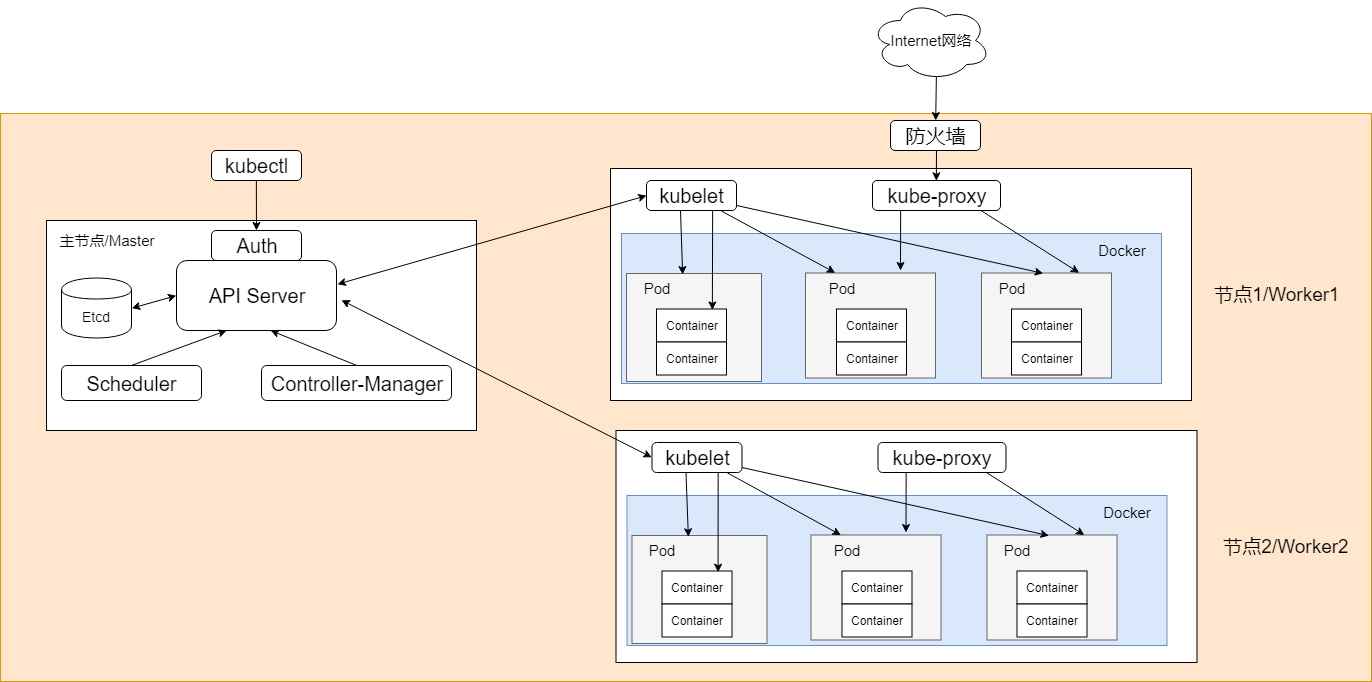 Internet网络
防火墙
kubectl
主节点/Master
Auth
API Server
Etcd
Scheduler
Controller-Manager
kubelet
kube-proxy
Docker
Pod
Container
Container
Pod
Container
Container
Pod
Container
Container
节点1/Worker1
kubelet
kube-proxy
Docker
Pod
Container
Container
Pod
Container
Container
Pod
Container
Container
节点2/Worker2